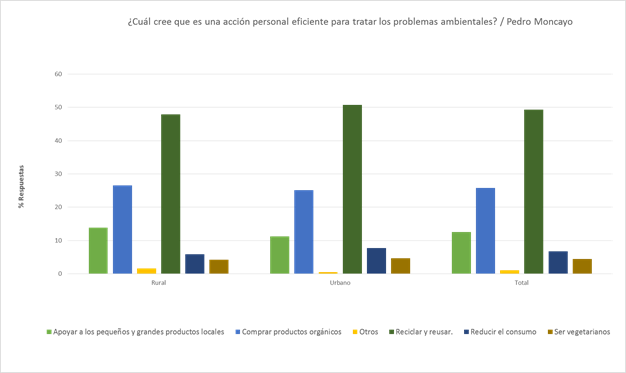 ¿Cuál cree que es una acción personal eficiente para tratar los problemas ambientales? / Pedro Moncayo
60
50
40
30
20
10
0
% Respuestas
Rural Urbano Total
Apoyar a los pequeños y grandes productos locales Comprar productos orgánicos Otros Reciclar y reusar. Reducir el consumo Ser vegetarianos